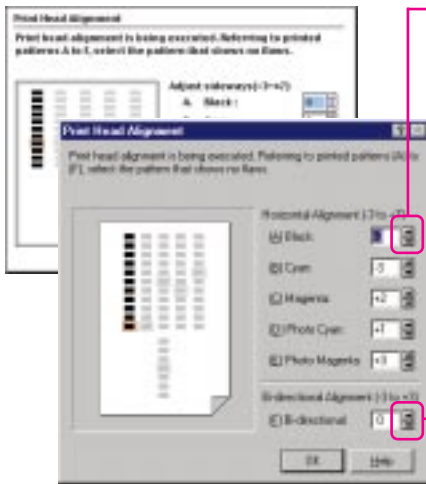 Print Head Alignment
Print head alignment is being executed. Referring to printed
patterns A to F, select the pattern that shows no flaws.
Adjust sideways(-3~+7)
A. Black:
Print Head Alignment
Print head alignment is being executed. Referring to printed patterns [A] to
[F], select the pattern that shows no flaws.
Horizontal Alignment (-3 to +7)
[A] Black:
[B] Cyan: -3
[C] Magenta: +2
[D] Photo Cyan: +1
[E] Photo Magenta: +3
Bi-directional Alignment (-3 to +3)
[F] Bi-directional: 0
OK Help